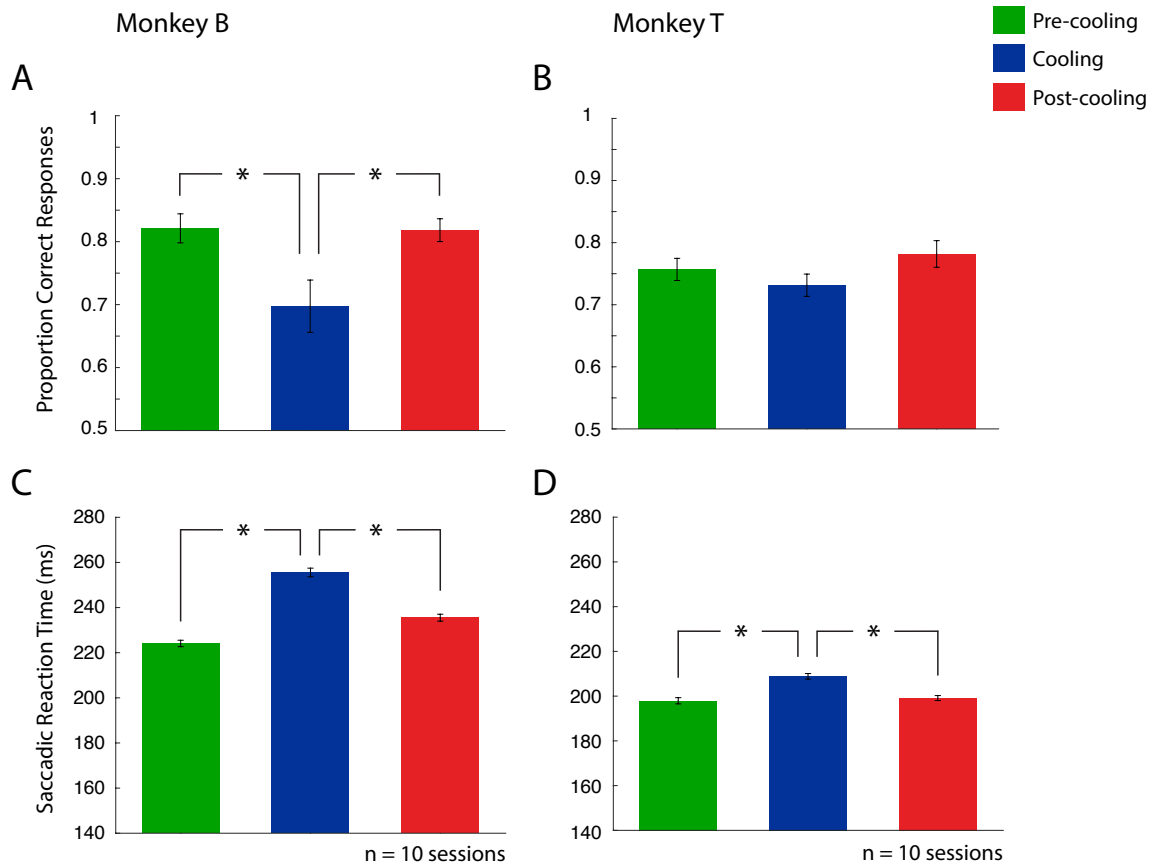 Monkey B
Monkey T
Pre-cooling
Cooling
Post-cooling
A
Proportion Correct Responses
1
0.9
0.8
0.7
0.6
0.5
*
*
B
1
0.9
0.8
0.7
0.6
0.5
C
Saccadic Reaction Time (ms)
280
260
240
220
200
180
160
140
*
*
n = 10 sessions
D
280
260
240
220
200
180
160
140
*
*
n = 10 sessions